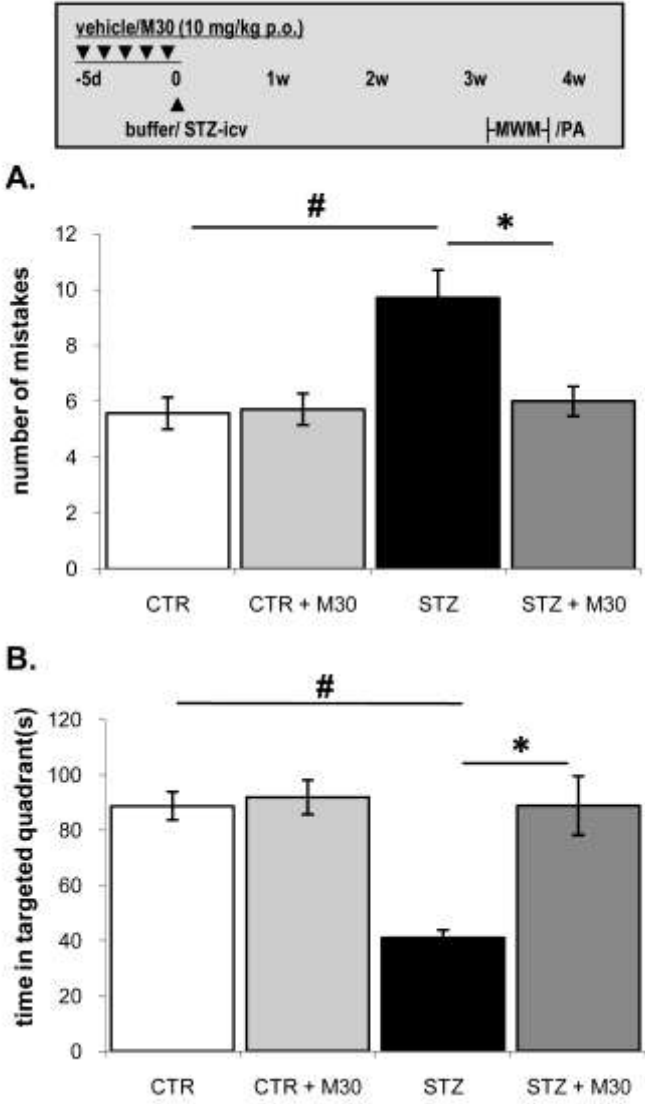 vehicle/M30 (10 mg/kg p.o.)
-5d 0 1w 2w 3w 4w
buffer/ STZ-icv MWM /PA
A.
# *
number of mistakes
12
10
8
6
4
2
0
CTR CTR + M30 STZ STZ + M30
B.
# *
time in targeted quadrant(s)
120
100
80
60
40
20
0
CTR CTR + M30 STZ STZ + M30